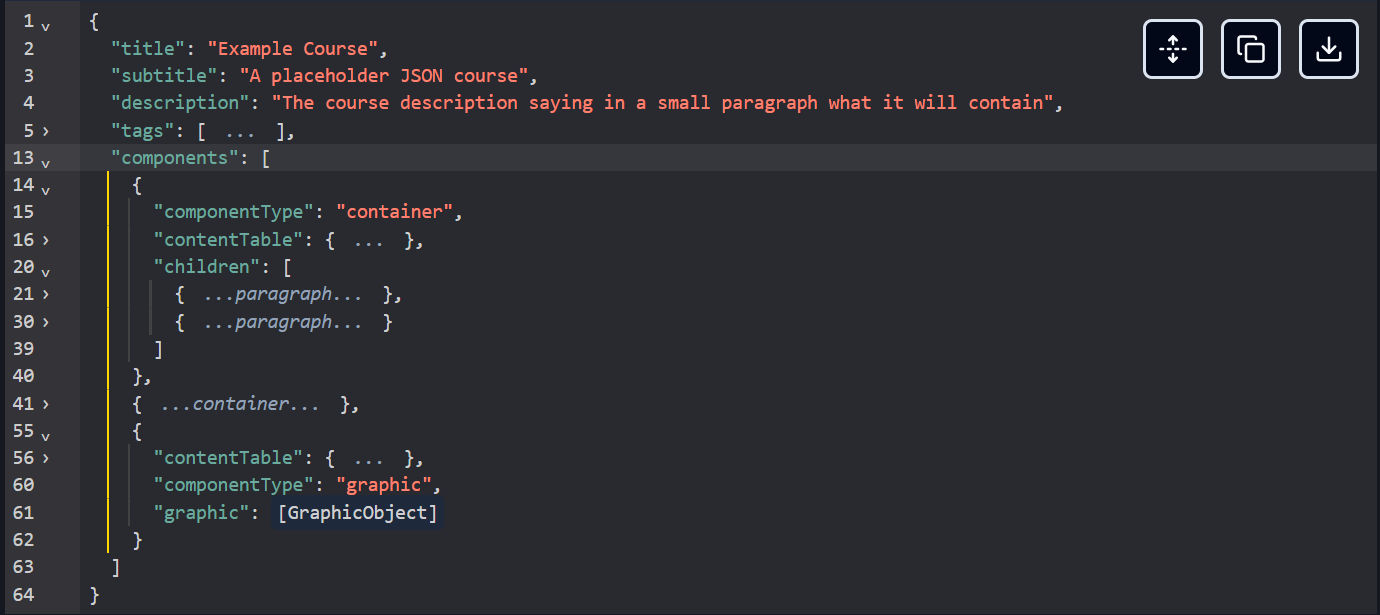 1 v {
2 "title": "Example Course",
3 "subtitle": "A placeholder JSON course",
4 "description": "The course description saying in a small paragraph what it will contain",
5 > "tags": [ ... ],
13 v "components": [
14 v {
15 "componentType": "container",
16 > "contentTable": { ... },
20 v "children": [
21 > { ...paragraph... },
30 > { ...paragraph... }
39 ]
40 },
41 > { ...container... },
55 v {
56 > "contentTable": { ... },
60 "componentType": "graphic",
61 "graphic": [GraphicObject]
62 }
63 ]
64 }